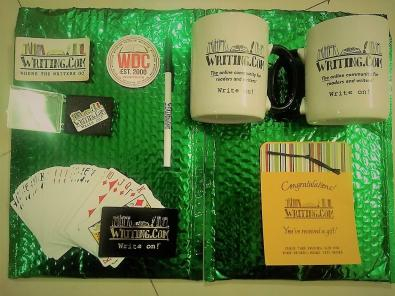 WRITING.COM
WHERE THE WRITERS GO
WDC
EST. 2000
WRITING.COM
The online community for
readers and writers!
Write on!
WRITING.COM
The online community for
readers and writers!
Write on!
WRITING.COM
Write on!
Congratulations!
WRITING.COM
You've received a gift!